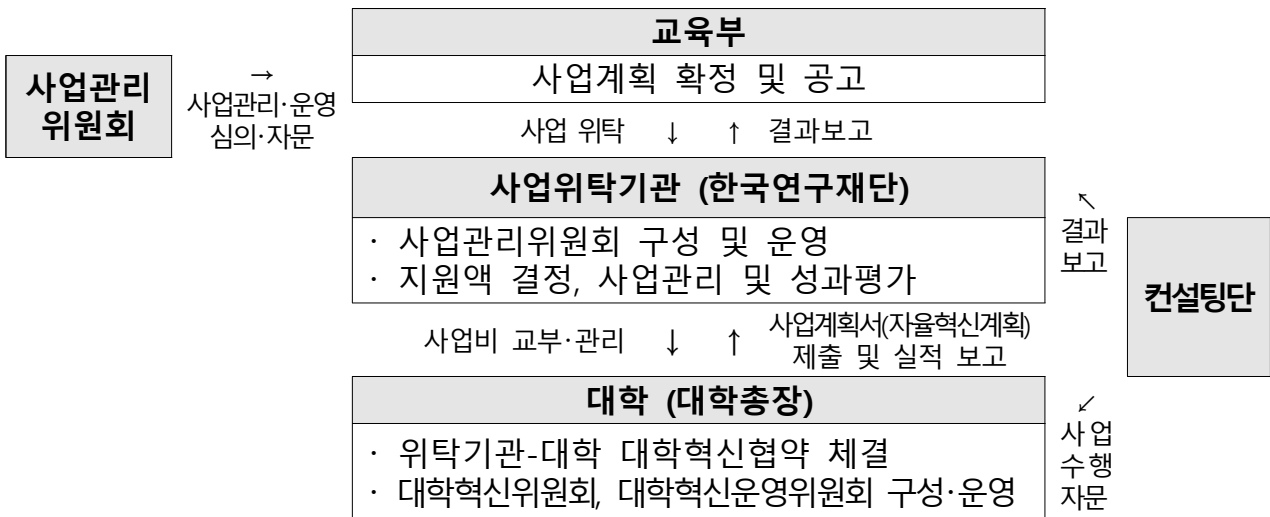 교육부
사업계획 확정 및 공고
사업관리
위원회
→
사업관리·운영
심의·자문
사업 위탁 ↓ ↑ 결과보고
사업위탁기관 (한국연구재단)
· 사업관리위원회 구성 및 운영
· 지원액 결정, 사업관리 및 성과평가
↖
결과
보고
컨설팅단
사업비 교부·관리 ↓ ↑ 사업계획서(자율혁신계획)
제출 및 실적 보고
대학 (대학총장)
· 위탁기관-대학 대학혁신협약 체결
· 대학혁신위원회, 대학혁신운영위원회 구성·운영
↙
사업
수행
자문